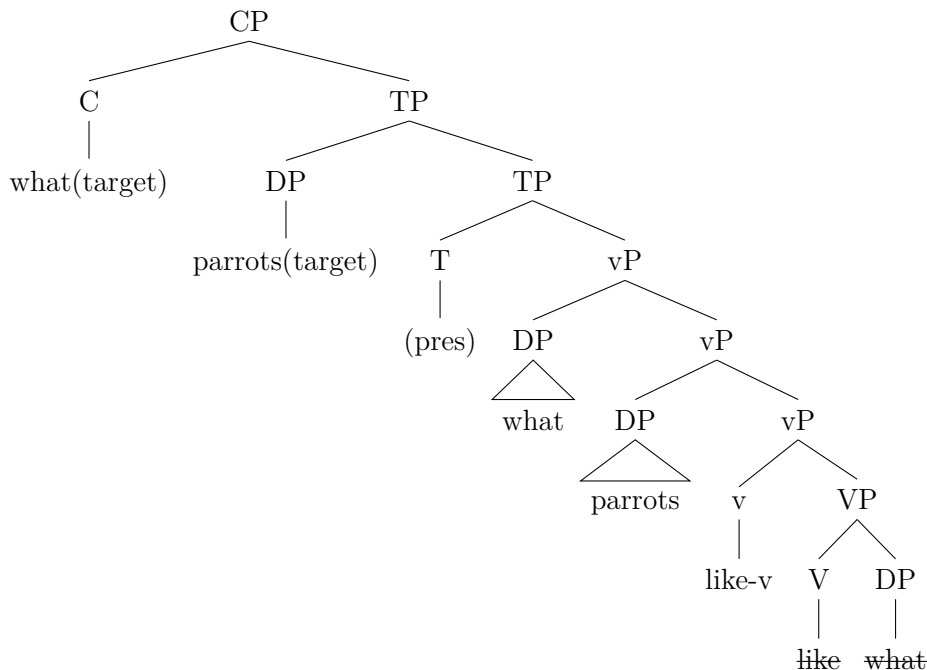 CP
C TP
what(target) DP TP
parrots(target) T vP
(pres) DP vP
what DP vP
parrots v VP
like-v V DP
like what